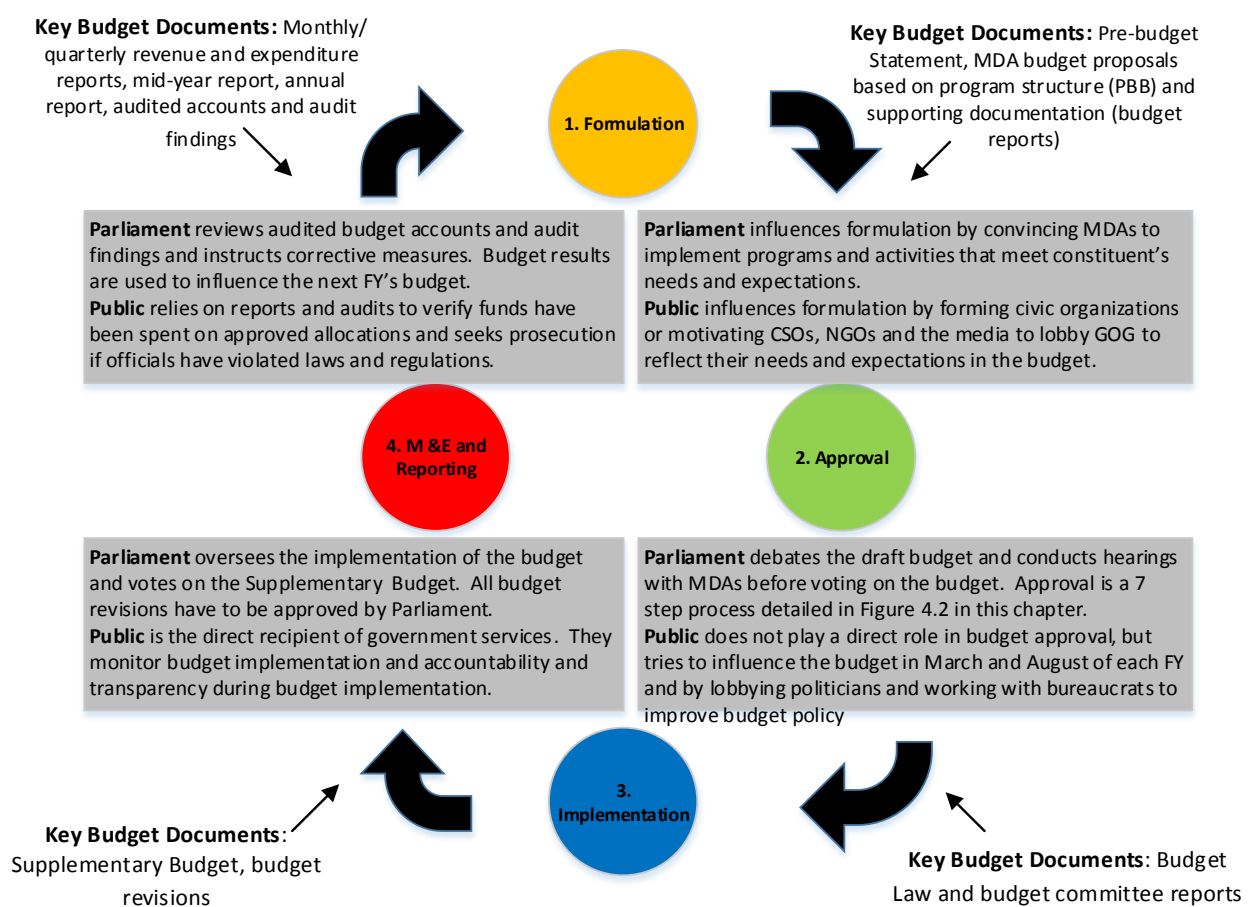 Key Budget Documents: Monthly/
quarterly revenue and expenditure
reports, mid-year report, annual
report, audited accounts and audit
findings
Key Budget Documents: Pre-budget
Statement, MDA budget proposals
based on program structure (PBB) and
supporting documentation (budget
reports)
1. Formulation
Parliament reviews audited budget accounts and audit
findings and instructs corrective measures. Budget results
are used to influence the next FY's budget.
Public relies on reports and audits to verify funds have
been spent on approved allocations and seeks prosecution
if officials have violated laws and regulations.
Parliament influences formulation by convincing MDAs to
implement programs and activities that meet constituent's
needs and expectations.
Public influences formulation by forming civic organizations
or motivating CSOs, NGOs and the media to lobby GOG to
reflect their needs and expectations in the budget.
4. M &E and
Reporting
2. Approval
Parliament oversees the implementation of the budget
and votes on the Supplementary Budget. All budget
revisions have to be approved by Parliament.
Public is the direct recipient of government services. They
monitor budget implementation and accountability and
transparency during budget implementation.
Parliament debates the draft budget and conducts hearings
with MDAs before voting on the budget. Approval is a 7
step process detailed in Figure 4.2 in this chapter.
Public does not play a direct role in budget approval, but
tries to influence the budget in March and August of each FY
and by lobbying politicians and working with bureaucrats to
improve budget policy
3.
Implementation
Key Budget Documents:
Supplementary Budget, budget
revisions
Key Budget Documents: Budget
Law and budget committee reports